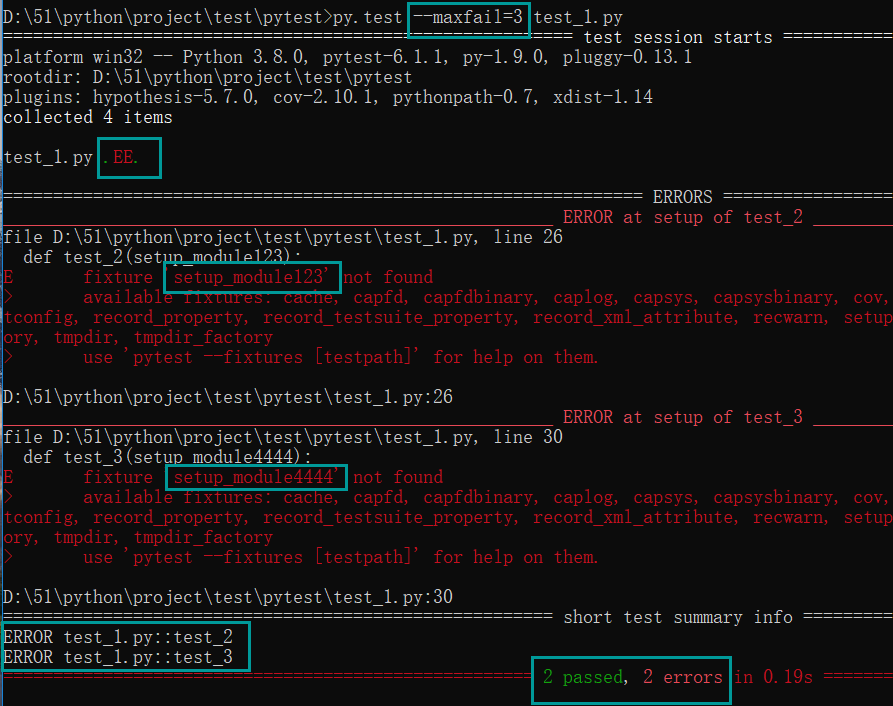 D:\51\python\project\test\pytest>py.test --maxfail=3 test_1.py
========================================================= test session starts ===========
platform win32 -- Python 3.8.0, pytest-6.1.1, py-1.9.0, pluggy-0.13.1
rootdir: D:\51\python\project\test\pytest
plugins: hypothesis-5.7.0, cov-2.10.1, pythonpath-0.7, xdist-1.14
collected 4 items
test_1.py .EE.
================================================================ ERRORS =================
_______________________________________________________ ERROR at setup of test_2 ________
file D:\51\python\project\test\pytest\test_1.py, line 26
def test_2(setup_module123):
E fixture 'setup_module123' not found
> available fixtures: cache, capfd, capfdbinary, caplog, capsys, capsysbinary, cov,
tconfig, record_property, record_testsuite_property, record_xml_attribute, recwarn, setup
ory, tmpdir, tmpdir_factory
> use 'pytest --fixtures [testpath]' for help on them.
D:\51\python\project\test\pytest\test_1.py:26
_______________________________________________________ ERROR at setup of test_3 ________
file D:\51\python\project\test\pytest\test_1.py, line 30
def test_3(setup_module4444):
E fixture 'setup_module4444' not found
> available fixtures: cache, capfd, capfdbinary, caplog, capsys, capsysbinary, cov,
tconfig, record_property, record_testsuite_property, record_xml_attribute, recwarn, setup
ory, tmpdir, tmpdir_factory
> use 'pytest --fixtures [testpath]' for help on them.
D:\51\python\project\test\pytest\test_1.py:30
======================================================= short test summary info =========
ERROR test_1.py::test_2
ERROR test_1.py::test_3
===================================================== 2 passed, 2 errors in 0.19s =======